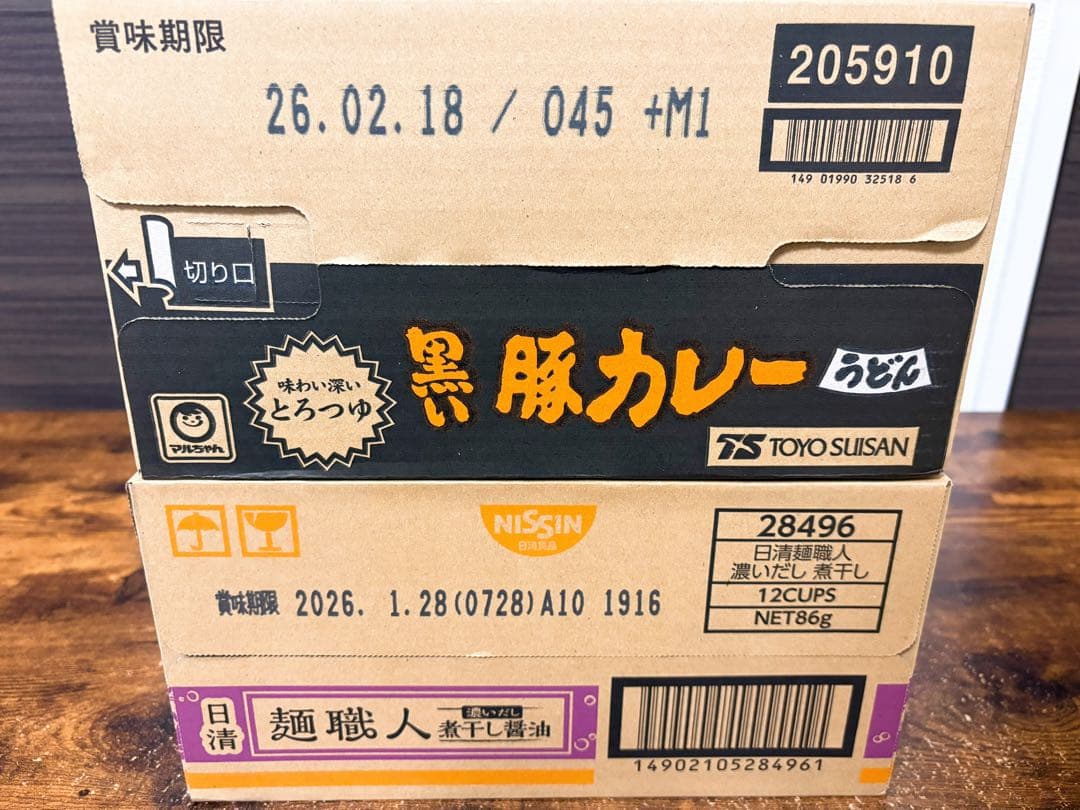 賞味期限
26.02.18 / 045 +M1
205910
149 01990 32518 6
切り口
味わい深い
とろつゆ
黒い豚カレー
うどん
マルちゃん
TS TOYO SUISAN
NISSIN
日清食品
28496
日清麺職人
濃いだし 煮干し
12CUPS
NET86g
賞味期限 2026. 1.28(0728)A10 1916
日清
麺職人
濃いだし
煮干し醤油
14902105284961